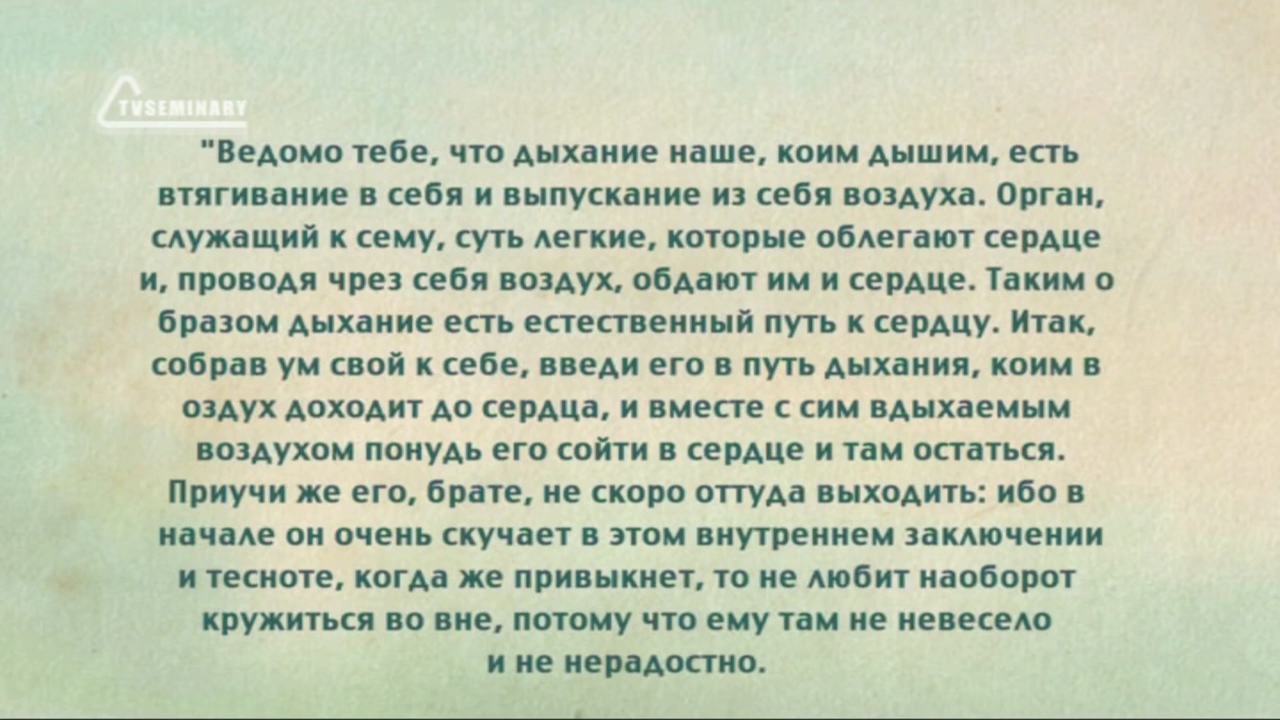 TVSEMINARY
"Ведомо тебе, что дыхание наше, коим дышим, есть
втягивание в себя и выпускание из себя воздуха. Орган,
служащий к сему, суть легкие, которые облегают сердце
и, проводя чрез себя воздух, обдают им и сердце. Таким о
бразом дыхание есть естественный путь к сердцу. Итак,
собрав ум свой к себе, введи его в путь дыхания, коим в
оздух доходит до сердца, и вместе с сим вдыхаемым
воздухом понудь его сойти в сердце и там остаться.
Приучи же его, брате, не скоро оттуда выходить: ибо в
начале он очень скучает в этом внутреннем заключении
и тесноте, когда же привыкнет, то не любит наоборот
кружиться во вне, потому что ему там не невесело
и не нерадостно.